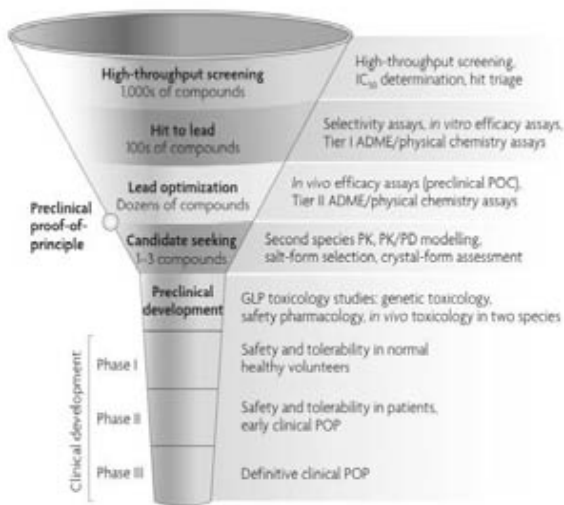 High-throughput screening
1,000s of compounds
High-throughput screening,
IC50 determination, hit triage
Hit to lead
100s of compounds
Selectivity assays, in vitro efficacy assays,
Tier I ADME/physical chemistry assays
Lead optimization
Dozens of compounds
In vivo efficacy assays (preclinical POC),
Tier II ADME/physical chemistry assays
Preclinical
proof-of-
principle
Candidate seeking
1–3 compounds
Second species PK, PK/PD modelling,
salt-form selection, crystal-form assessment
Preclinical
development
GLP toxicology studies: genetic toxicology,
safety pharmacology, in vivo toxicology in two species
Clinical development
Phase I
Safety and tolerability in normal
healthy volunteers
Phase II
Safety and tolerability in patients,
early clinical POP
Phase III
Definitive clinical POP